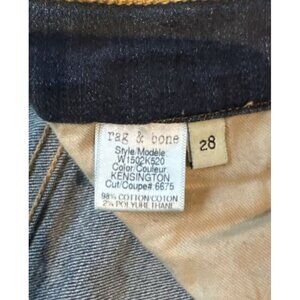 rag & bone
Style/Modèle
W1502K520
Color/Couleur
KENSINGTON
Cut/Coupe# 6675
98% COTTON/COTON
2% POLYURETHANE
28